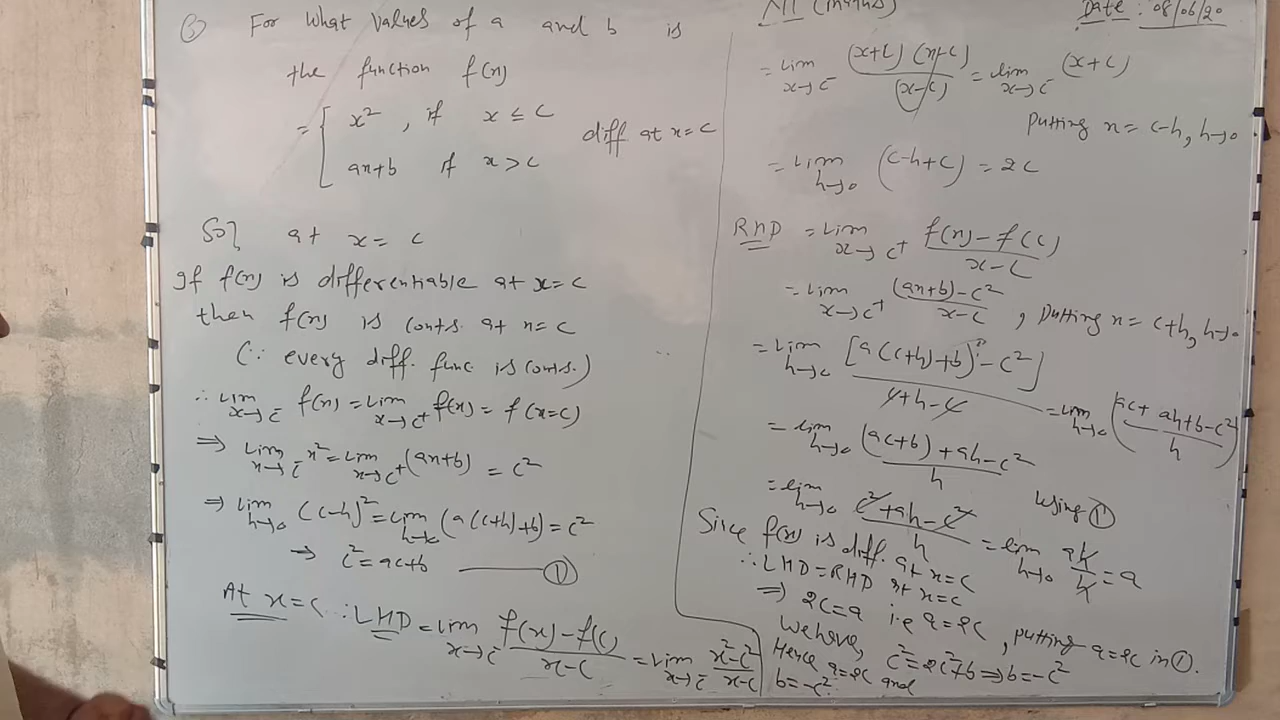 ③ For what values of a and b is
the function f(x)
= { x² , if x ≤ c
ax+b if x > c
diff at x=c
Sol at x = c
If f(x) is differentiable at x=c
then f(x) is conts. at x=c
(∵ every diff. func. is conts.)
∴ lim x→c⁻ f(x) = lim x→c⁺ f(x) = f(x=c)
⇒ lim x→c⁻ x² = lim x→c⁺ (ax+b) = c²
⇒ lim h→0 (c-h)² = lim h→0 (a(c+h)+b) = c²
⇒ c² = ac+b ——— ①
At x=c ∴ LHD = lim x→c⁻ f(x)-f(c) / x-c = lim x→c⁻ x²-c² / x-c
XII (Maths) Date: 08/06/20
= lim x→c⁻ (x+c)(x-c) / (x-c) = lim x→c⁻ (x+c)
putting x = c-h, h→0
= lim h→0 (c-h+c) = 2c
RHD = lim x→c⁺ f(x)-f(c) / x-c
= lim x→c⁺ (ax+b)-c² / x-c , putting x = c+h, h→0
= lim h→0 [a(c+h)+b)-c²] / c+h-c = lim h→0 (ac+ah+b-c² / h)
= lim h→0 (ac+b)+ah-c² / h
= lim h→0 c²+ah-c² / h = lim h→0 ah / h = a using ①
Since f(x) is diff. at x=c
∴ LHD=RHD at x=c
⇒ 2c=a i.e a=2c, putting a=2c in ①.
we have, c²=2c²+b ⇒ b=-c²
Hence a=2c and
b=-c².